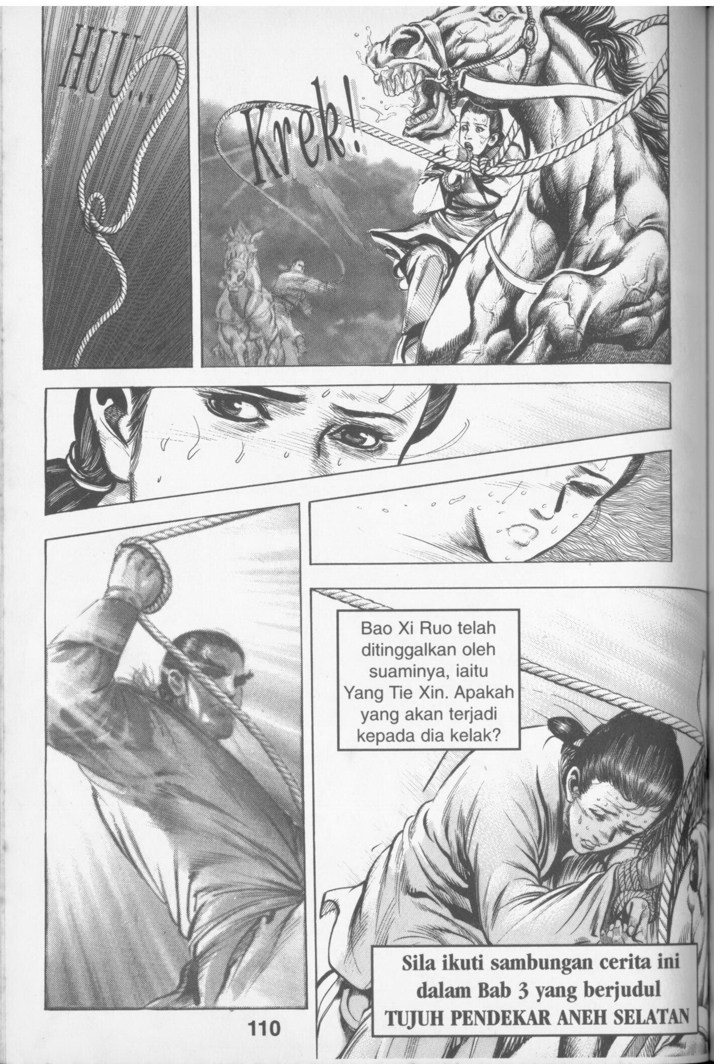 HUU...
Krek!
Bao Xi Ruo telah
ditinggalkan oleh
suaminya, iaitu
Yang Tie Xin. Apakah
yang akan terjadi
kepada dia kelak?
Sila ikuti sambungan cerita ini
dalam Bab 3 yang berjudul
TUJUH PENDEKAR ANEH SELATAN
110